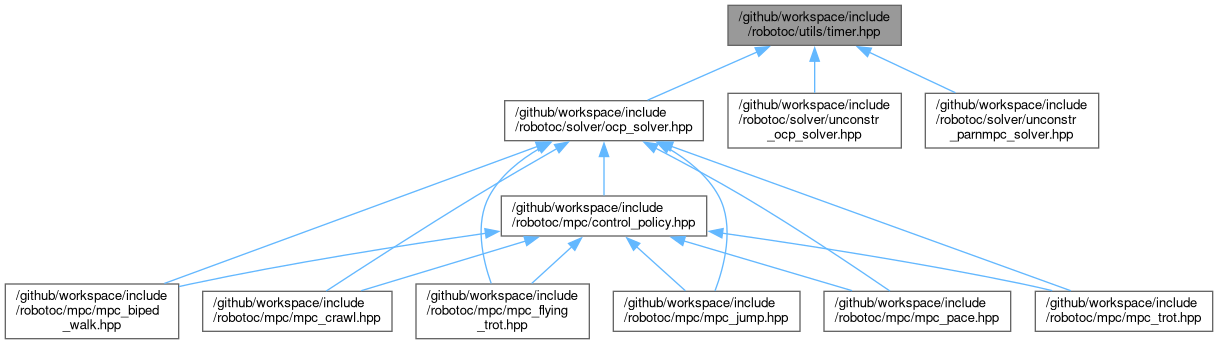 /github/workspace/include
/robotoc/utils/timer.hpp
/github/workspace/include
/robotoc/solver/ocp_solver.hpp
/github/workspace/include
/robotoc/solver/unconstr
_ocp_solver.hpp
/github/workspace/include
/robotoc/solver/unconstr
_parnmpc_solver.hpp
/github/workspace/include
/robotoc/mpc/control_policy.hpp
/github/workspace/include
/robotoc/mpc/mpc_biped
_walk.hpp
/github/workspace/include
/robotoc/mpc/mpc_crawl.hpp
/github/workspace/include
/robotoc/mpc/mpc_flying
_trot.hpp
/github/workspace/include
/robotoc/mpc/mpc_jump.hpp
/github/workspace/include
/robotoc/mpc/mpc_pace.hpp
/github/workspace/include
/robotoc/mpc/mpc_trot.hpp